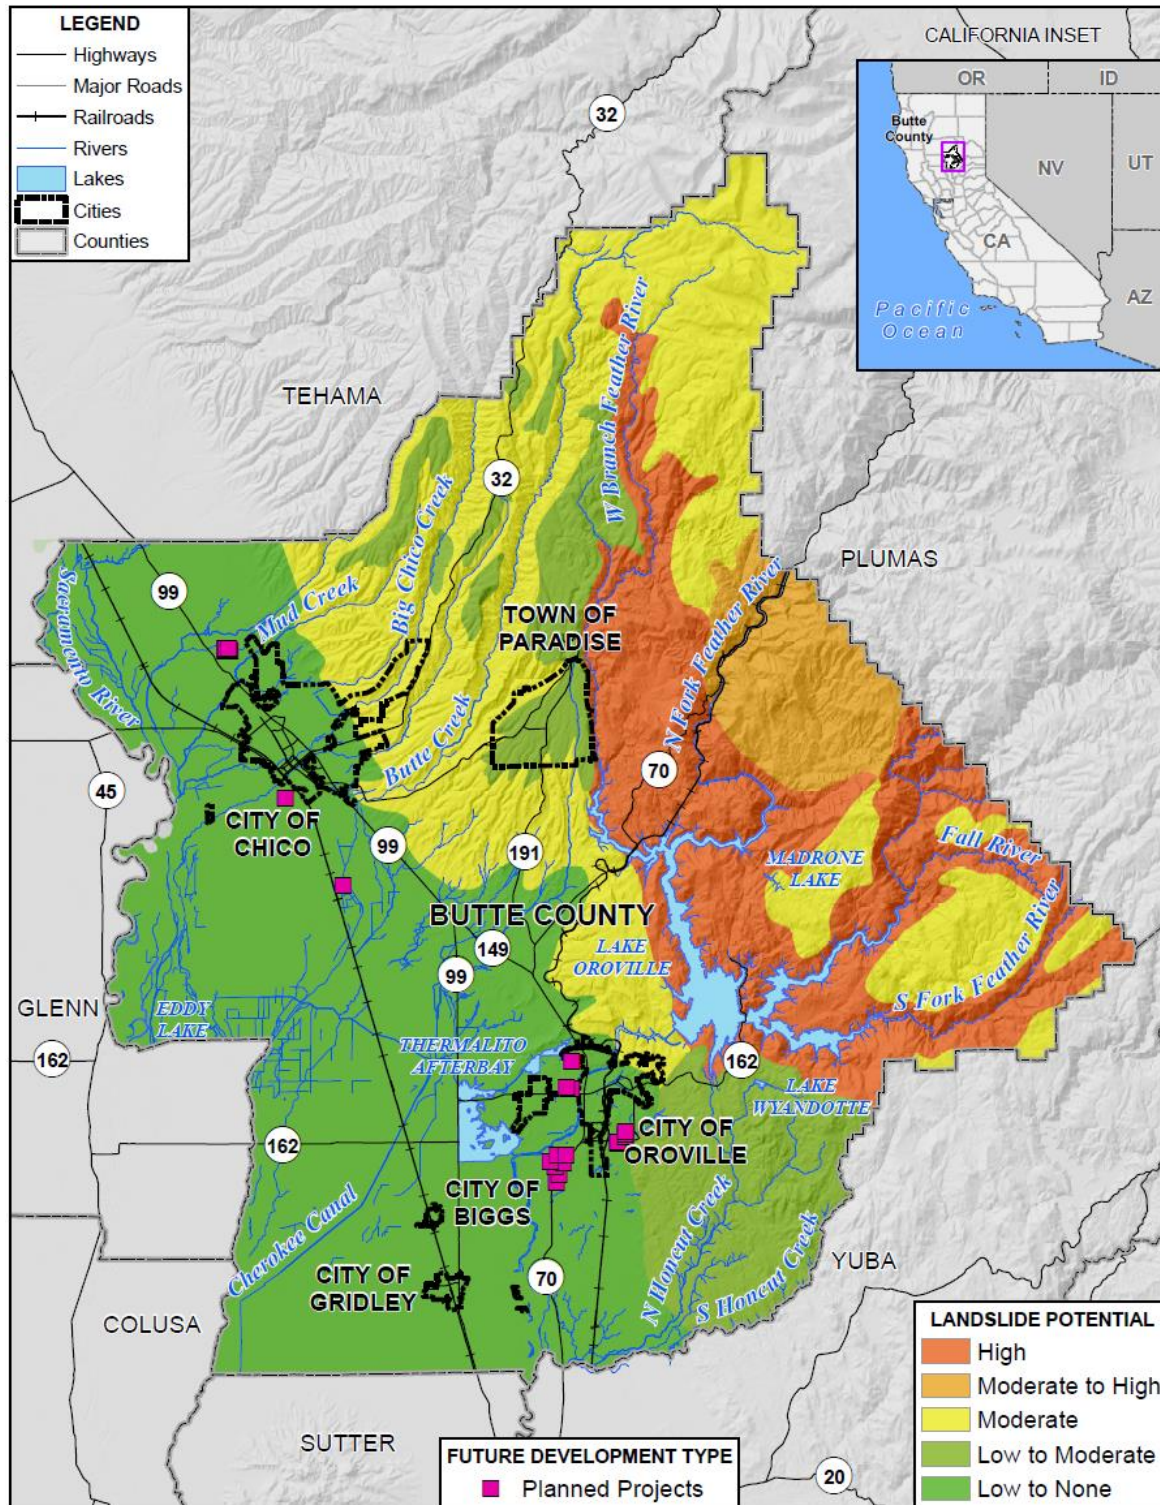 LEGEND
Highways
Major Roads
Railroads
Rivers
Lakes
Cities
Counties
CALIFORNIA INSET
OR
ID
Butte
County
NV
UT
CA
AZ
Pacific
Ocean
32
TEHAMA
W Branch Feather River
32
Big Chico Creek
PLUMAS
Sacramento River
99
Mud Creek
TOWN OF
PARADISE
N Fork Feather River
Butte Creek
70
45
CITY OF
CHICO
99
191
MADRONE
LAKE
Fall River
BUTTE COUNTY
149
LAKE
OROVILLE
99
S Fork Feather River
GLENN
EDDY
LAKE
162
THERMALITO
AFTERBAY
162
LAKE
WYANDOTTE
162
CITY OF
OROVILLE
CITY OF
BIGGS
Cherokee Canal
N Honcut Creek
S Honcut Creek
YUBA
70
CITY OF
GRIDLEY
COLUSA
LANDSLIDE POTENTIAL
High
Moderate to High
Moderate
Low to Moderate
Low to None
SUTTER
FUTURE DEVELOPMENT TYPE
Planned Projects
20